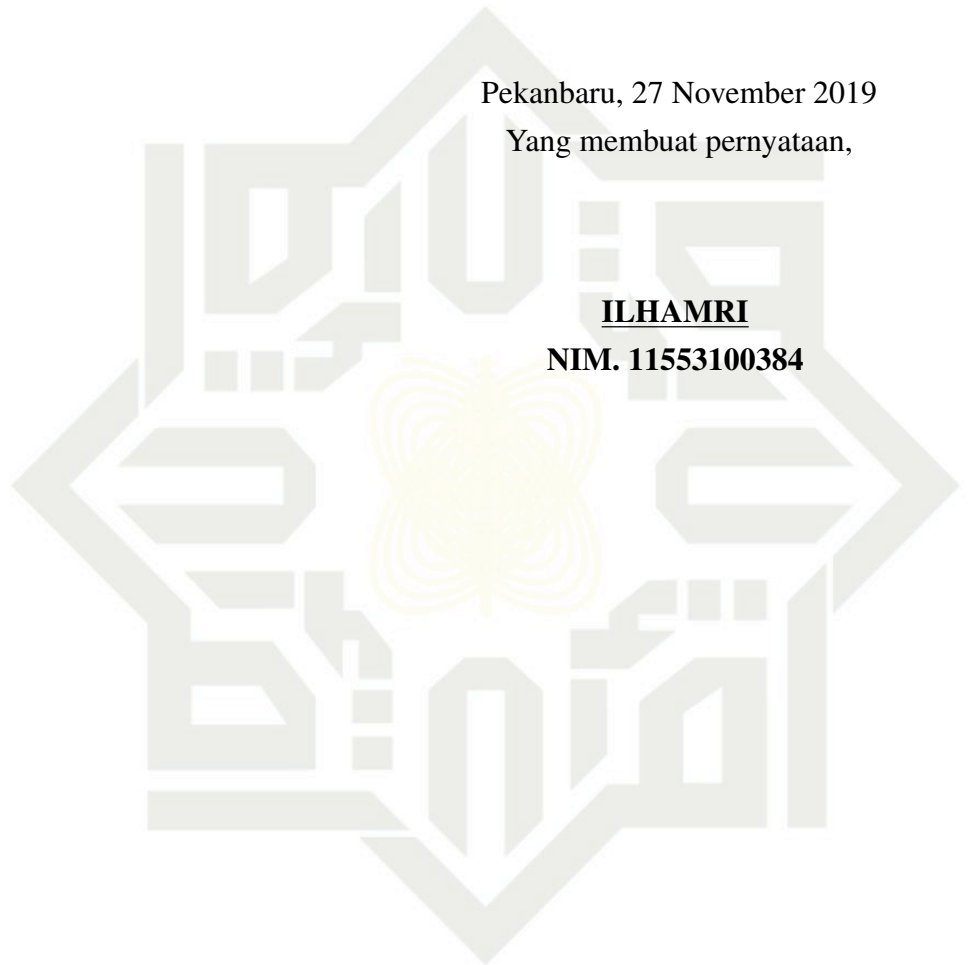 Pekanbaru, 27 November 2019
Yang membuat pernyataan,
ILHAMRI
NIM. 11553100384